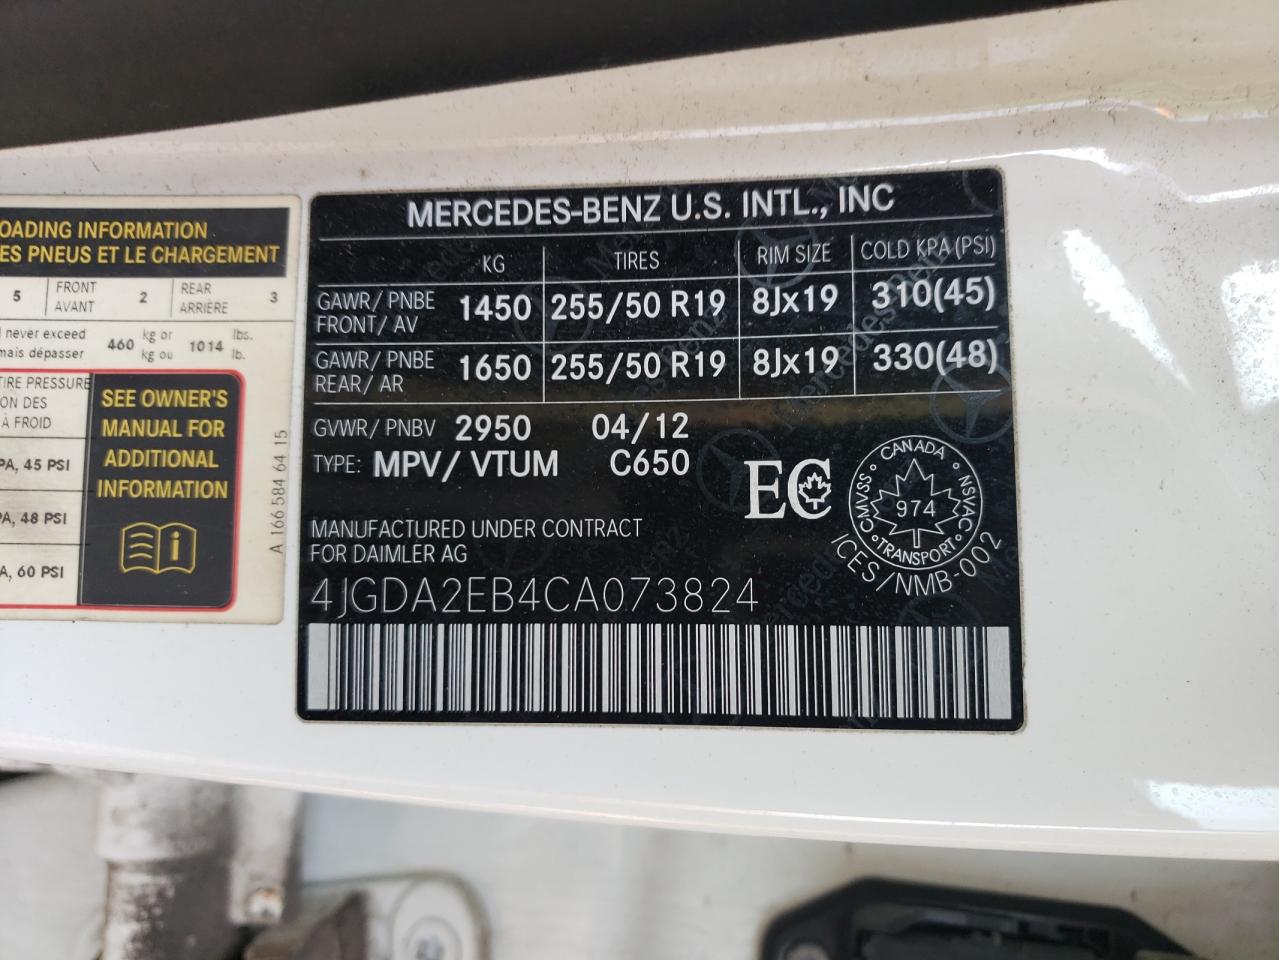 OADING INFORMATION
ES PNEUS ET LE CHARGEMENT
5 FRONT AVANT 2 REAR ARRIÈRE 3
never exceed mais dépasser 460 kg or kg ou 1014 lbs. lb.
TIRE PRESSURE
ON DES
À FROID
PA, 45 PSI
PA, 48 PSI
A, 60 PSI
SEE OWNER'S
MANUAL FOR
ADDITIONAL
INFORMATION
A 166 584 64 15
MERCEDES-BENZ U.S. INTL., INC
KG TIRES RIM SIZE COLD KPA(PSI)
GAWR/ PNBE
FRONT/ AV 1450 255/50 R19 8Jx19 310(45)
GAWR/ PNBE
REAR/ AR 1650 255/50 R19 8Jx19 330(48)
GVWR/ PNBV 2950 04/12
TYPE: MPV/VTUM C650
EC
CANADA
CMVSS NSVAC
974
TRANSPORT
ICES/NMB-002
MANUFACTURED UNDER CONTRACT
FOR DAIMLER AG
4JGDA2EB4CA073824